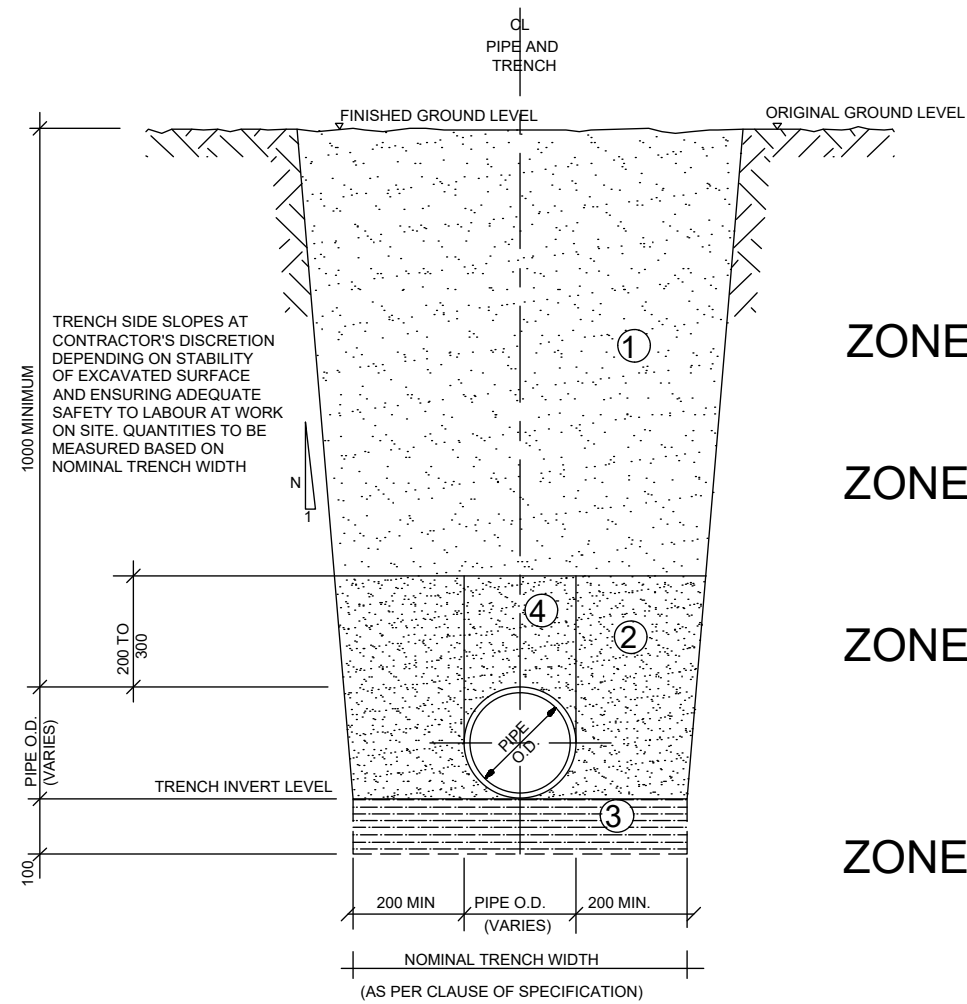 CL
PIPE AND
TRENCH
FINISHED GROUND LEVEL
ORIGINAL GROUND LEVEL
TRENCH SIDE SLOPES AT
CONTRACTOR'S DISCRETION
DEPENDING ON STABILITY
OF EXCAVATED SURFACE
AND ENSURING ADEQUATE
SAFETY TO LABOUR AT WORK
ON SITE. QUANTITIES TO BE
MEASURED BASED ON
NOMINAL TRENCH WIDTH
1000 MINIMUM
N
1
1
ZONE
ZONE
4
2
200 TO
300
ZONE
PIPE
O.D
PIPE O.D.
(VARIES)
TRENCH INVERT LEVEL
3
100
ZONE
200 MIN
PIPE O.D.
(VARIES)
200 MIN.
NOMINAL TRENCH WIDTH
(AS PER CLAUSE OF SPECIFICATION)